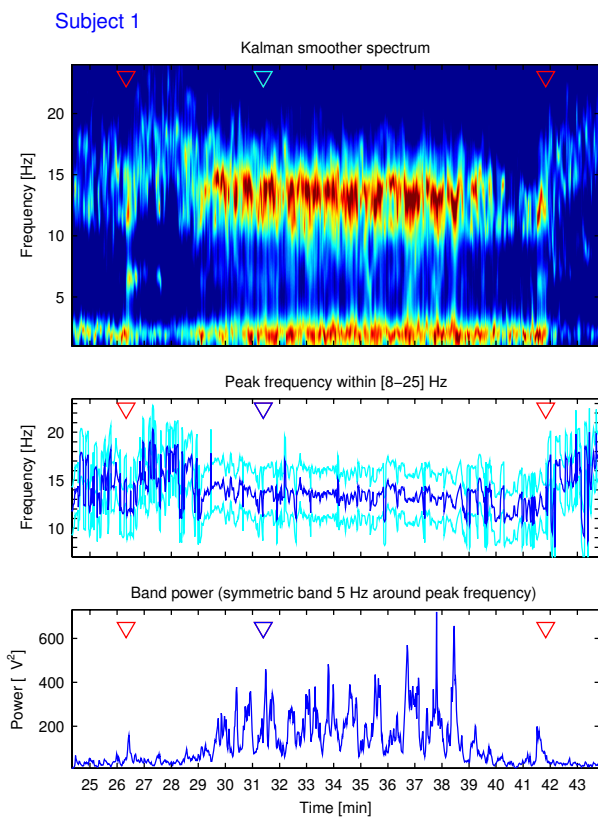 Subject 1
Kalman smoother spectrum
Frequency [Hz]
20
15
10
5
Peak frequency within [8−25] Hz
Frequency [Hz]
20
15
10
Band power (symmetric band 5 Hz around peak frequency)
Power [ V²]
600
400
200
25 26 27 28 29 30 31 32 33 34 35 36 37 38 39 40 41 42 43
Time [min]